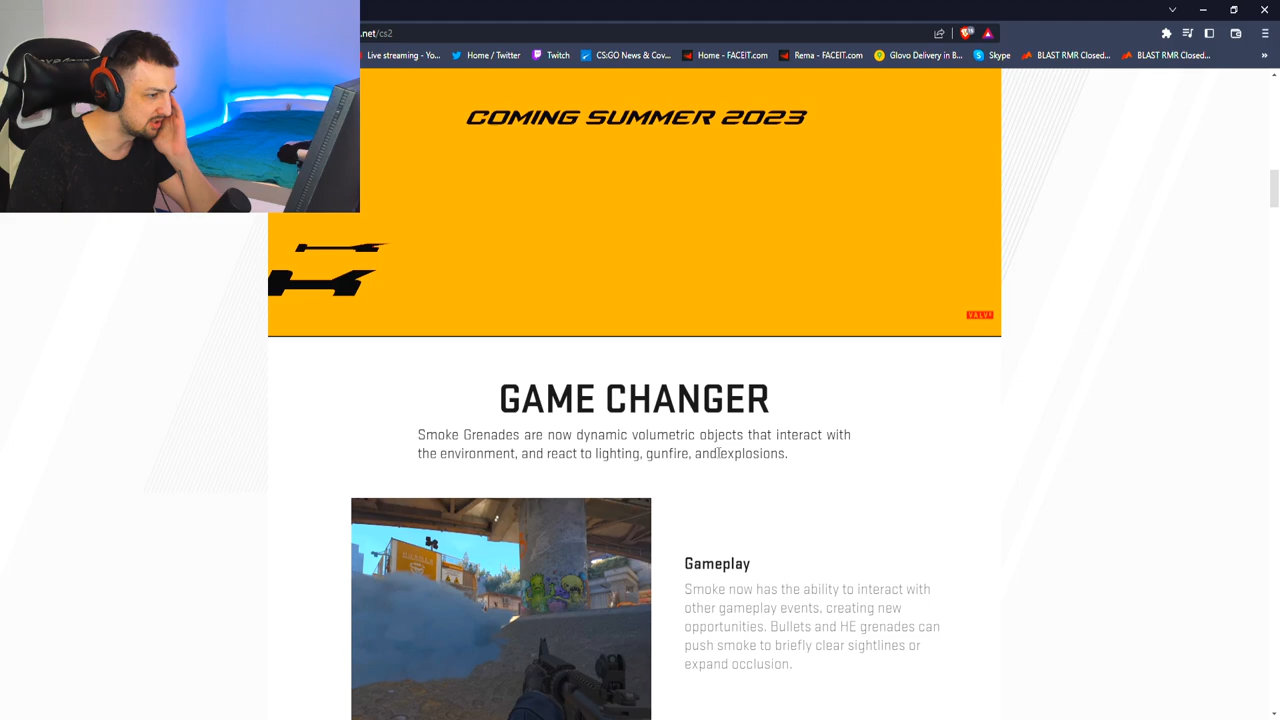 .net/cs2
Live streaming - Yo...
Home / Twitter
Twitch
CS:GO News & Cov...
Home - FACEIT.com
Rema - FACEIT.com
Glovo Delivery in B...
Skype
BLAST RMR Closed...
BLAST RMR Closed...
COMING SUMMER 2023
VALVE
GAME CHANGER
Smoke Grenades are now dynamic volumetric objects that interact with
the environment, and react to lighting, gunfire, and explosions.
Gameplay
Smoke now has the ability to interact with
other gameplay events, creating new
opportunities. Bullets and HE grenades can
push smoke to briefly clear sightlines or
expand occlusion.